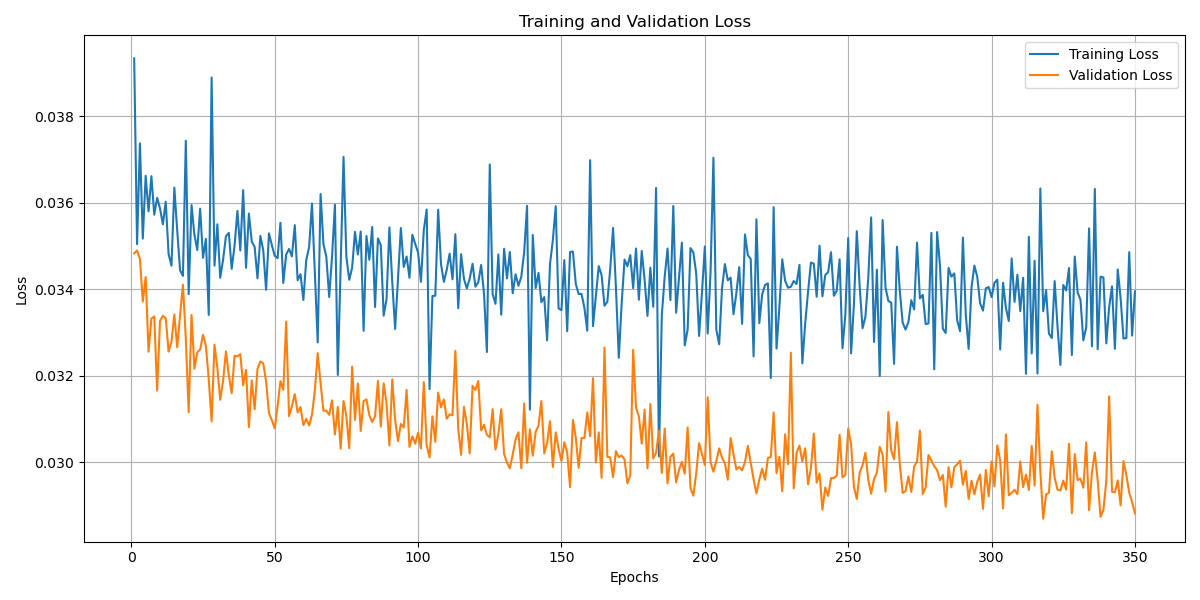 Training and Validation Loss
Training Loss
Validation Loss
0.038
0.036
0.034
0.032
0.030
Loss
0
50
100
150
200
250
300
350
Epochs